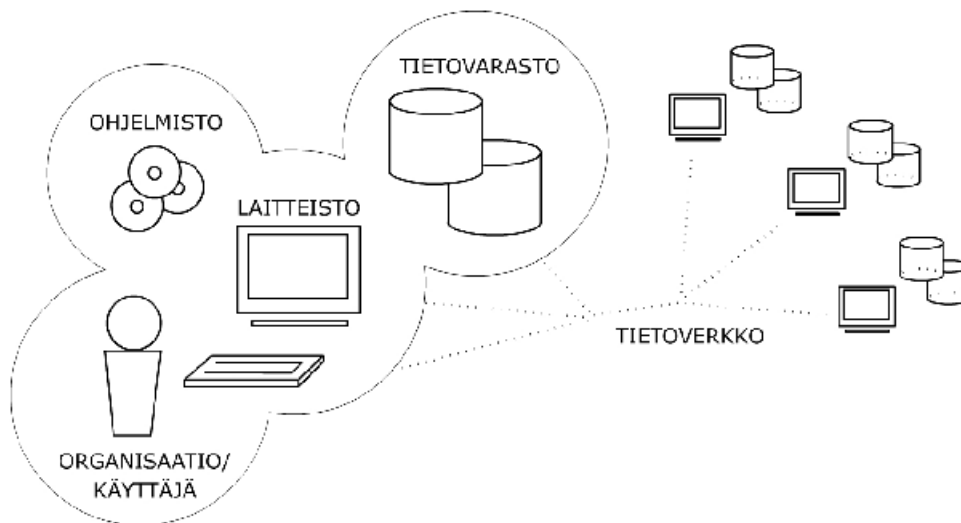 TIETOVARASTO
OHJELMISTO
LAITTEISTO
TIETOVERKKO
ORGANISAATIO/
KÄYTTÄJÄ